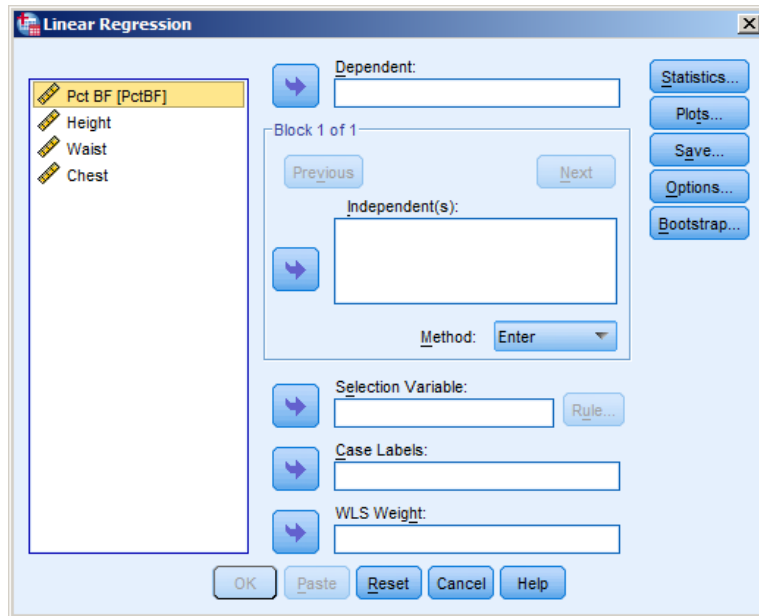 Linear Regression
Pct BF [PctBF]
Height
Waist
Chest
Dependent:
Block 1 of 1
Previous
Next
Independent(s):
Method:
Enter
Selection Variable:
Rule...
Case Labels:
WLS Weight:
Statistics...
Plots...
Save...
Options...
Bootstrap...
OK
Paste
Reset
Cancel
Help